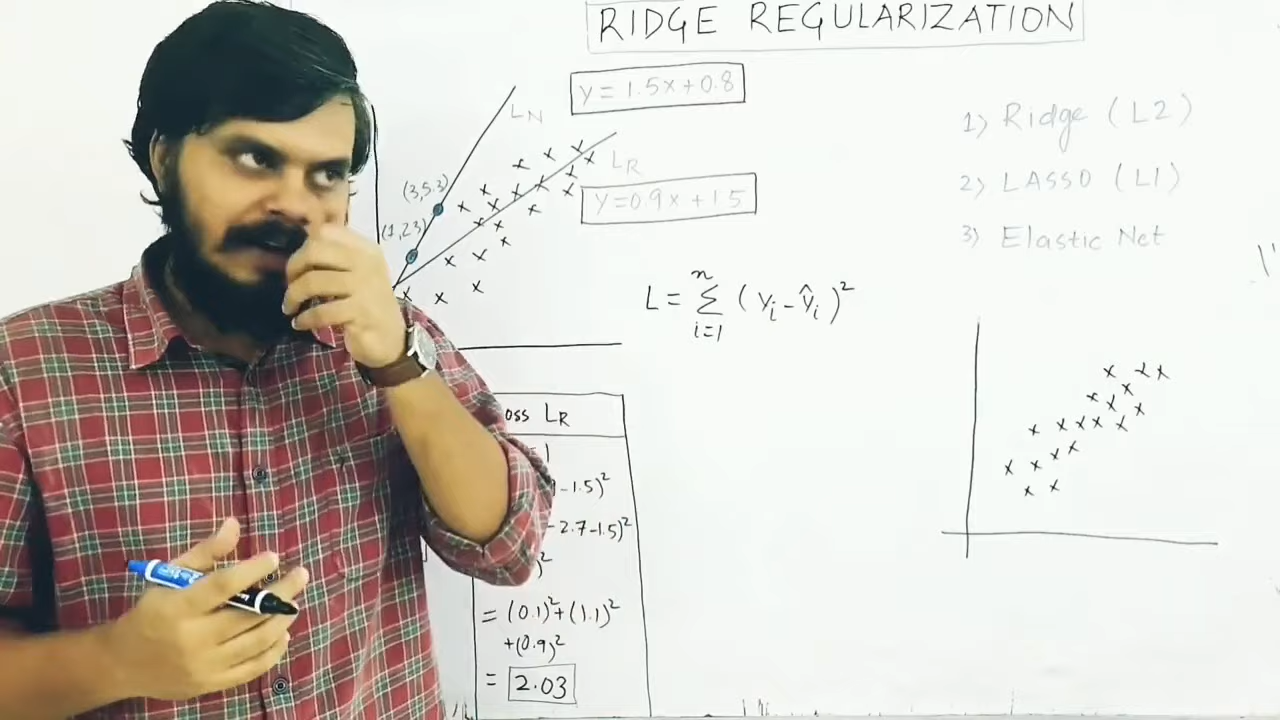 RIDGE REGULARIZATION
LN
Y = 1.5x + 0.8
LR
Y = 0.9x + 1.5
(3,5.3)
(1,2.3)
1) Ridge (L2)
2) LASSO (L1)
3) Elastic Net
L = n Σ i=1 (yi - ŷi)²
oss LR
= 1
-1.5)²
-2.7-1.5)²
)²
= (0.1)² + (1.1)²
+(0.9)²
= 2.03